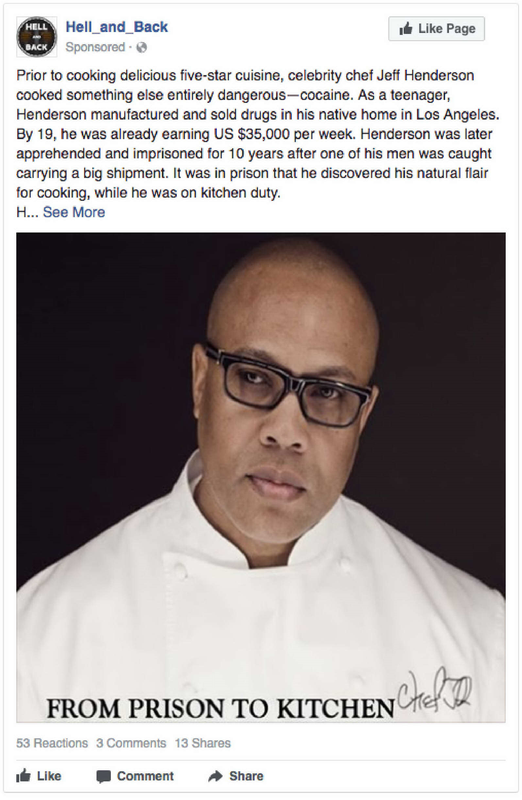 HELL
AND
BACK
Hell_and_Back
Like Page
Sponsored ·
Prior to cooking delicious five-star cuisine, celebrity chef Jeff Henderson
cooked something else entirely dangerous—cocaine. As a teenager,
Henderson manufactured and sold drugs in his native home in Los Angeles.
By 19, he was already earning US $35,000 per week. Henderson was later
apprehended and imprisoned for 10 years after one of his men was caught
carrying a big shipment. It was in prison that he discovered his natural flair
for cooking, while he was on kitchen duty.
H... See More
FROM PRISON TO KITCHEN
53 Reactions 3 Comments 13 Shares
Like Comment Share